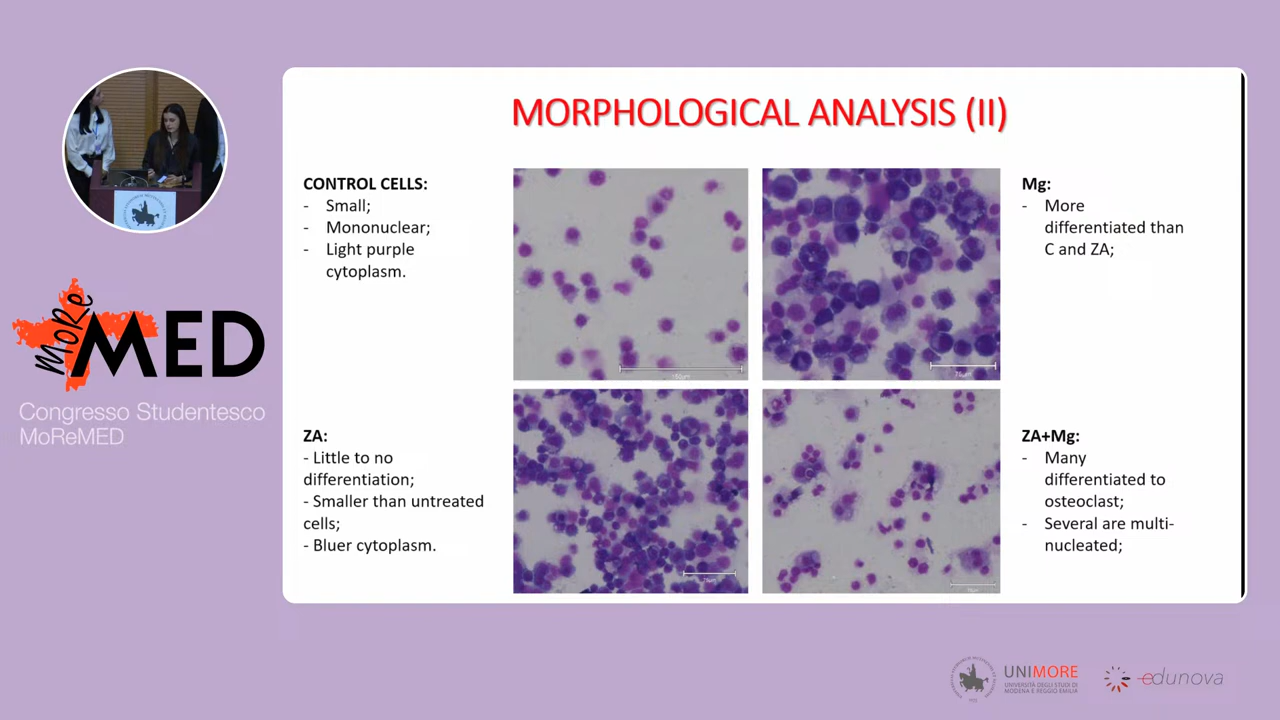 MORPHOLOGICAL ANALYSIS (II)
CONTROL CELLS:
- Small;
- Mononuclear;
- Light purple
cytoplasm.
Mg:
- More
differentiated than
C and ZA;
ZA:
- Little to no
differentiation;
- Smaller than untreated
cells;
- Bluer cytoplasm.
ZA+Mg:
- Many
differentiated to
osteoclast;
- Several are multi-
nucleated;
MoRe
MED
Congresso Studentesco
MoReMED
UNIMORE
UNIVERSITÀ DEGLI STUDI DI
MODENA E REGGIO EMILIA
edunova